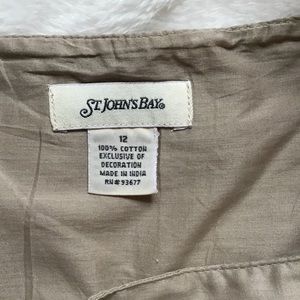 ST. JOHN'S BAY®
12
100% COTTON
EXCLUSIVE OF
DECORATION
MADE IN INDIA
RN# 93677